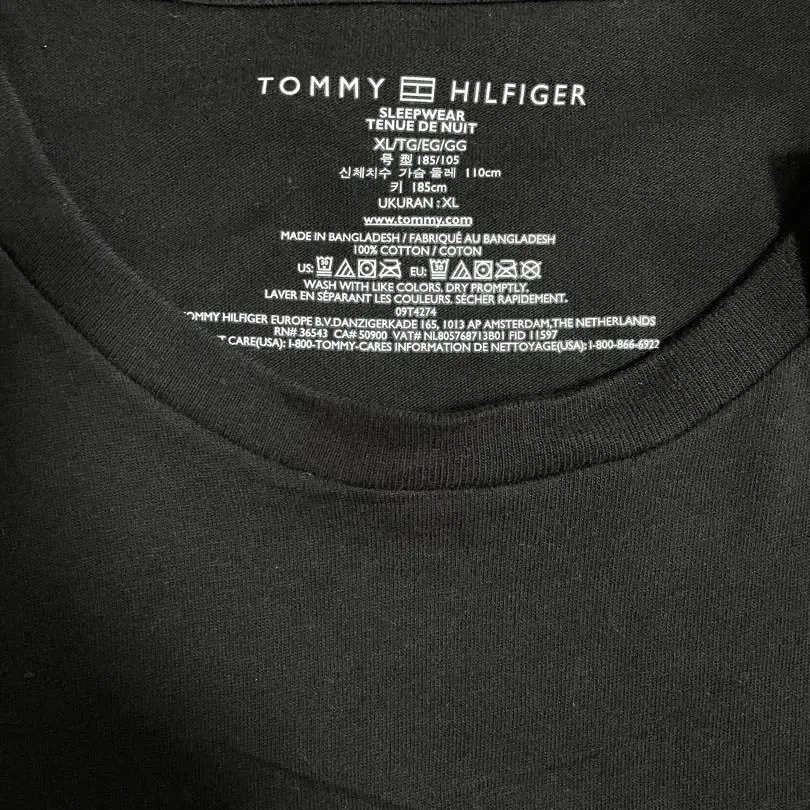 TOMMY HILFIGER
SLEEPWEAR
TENUE DE NUIT
XL/TG/EG/GG
号 型 185/105
신체치수 가슴 둘레 110cm
키 185cm
UKURAN : XL
www.tommy.com
MADE IN BANGLADESH / FABRIQUÉ AU BANGLADESH
100% COTTON / COTON
US: EU:
WASH WITH LIKE COLORS. DRY PROMPTLY.
LAVER EN SÉPARANT LES COULEURS. SÉCHER RAPIDEMENT.
09T4274
OMMY HILFIGER EUROPE B.V.DANZIGERKADE 165, 1013 AP AMSTERDAM,THE NETHERLANDS
RN# 36543 CA# 50900 VAT# NL805768713B01 FID 11597
T CARE(USA): 1-800-TOMMY-CARES INFORMATION DE NETTOYAGE(USA): 1-800-866-6922